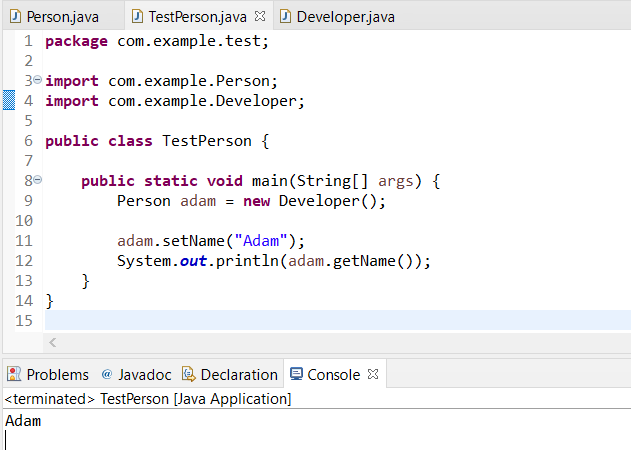 Person.java TestPerson.java Developer.java
1 package com.example.test;
2
3 import com.example.Person;
4 import com.example.Developer;
5
6 public class TestPerson {
7
8 public static void main(String[] args) {
9 Person adam = new Developer();
10
11 adam.setName("Adam");
12 System.out.println(adam.getName());
13 }
14 }
15
Problems @ Javadoc Declaration Console
<terminated> TestPerson [Java Application]
Adam